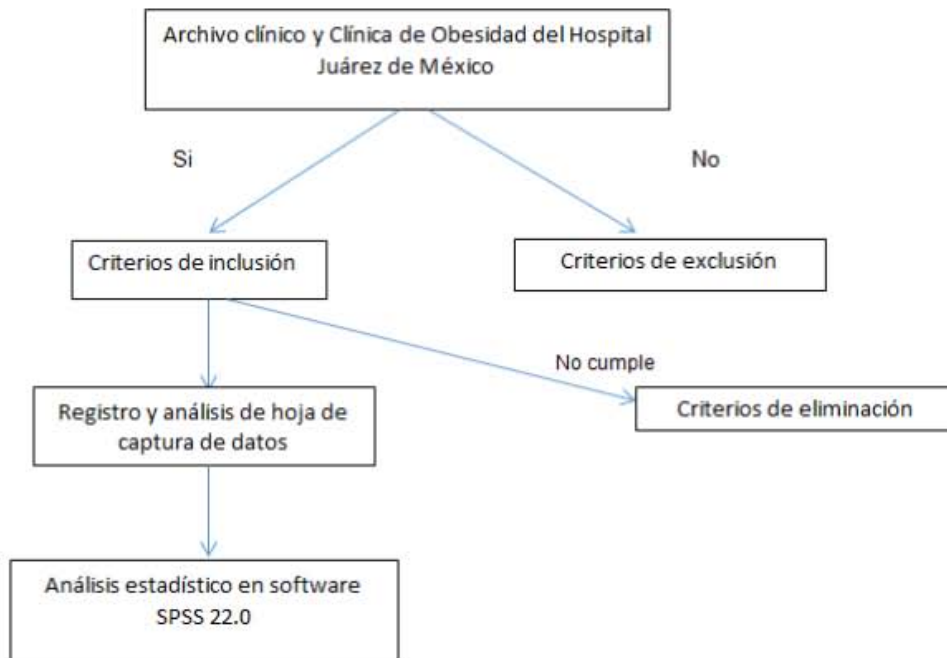 Archivo clínico y Clínica de Obesidad del Hospital
Juárez de México
Si
No
Criterios de inclusión
Criterios de exclusión
No cumple
Registro y análisis de hoja de
captura de datos
Criterios de eliminación
Análisis estadístico en software
SPSS 22.0